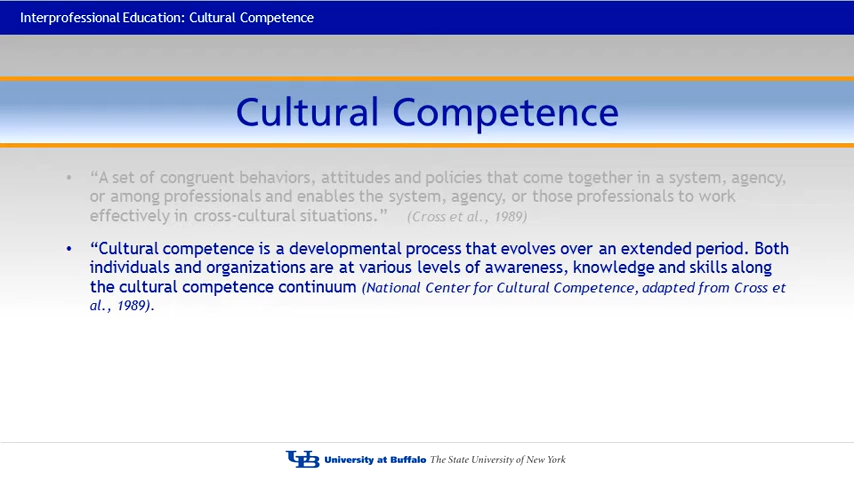 Interprofessional Education: Cultural Competence
Cultural Competence
• “A set of congruent behaviors, attitudes and policies that come together in a system, agency,
or among professionals and enables the system, agency, or those professionals to work
effectively in cross-cultural situations.” (Cross et al., 1989)
• “Cultural competence is a developmental process that evolves over an extended period. Both
individuals and organizations are at various levels of awareness, knowledge and skills along
the cultural competence continuum (National Center for Cultural Competence, adapted from Cross et
al., 1989).
UB University at Buffalo The State University of New York